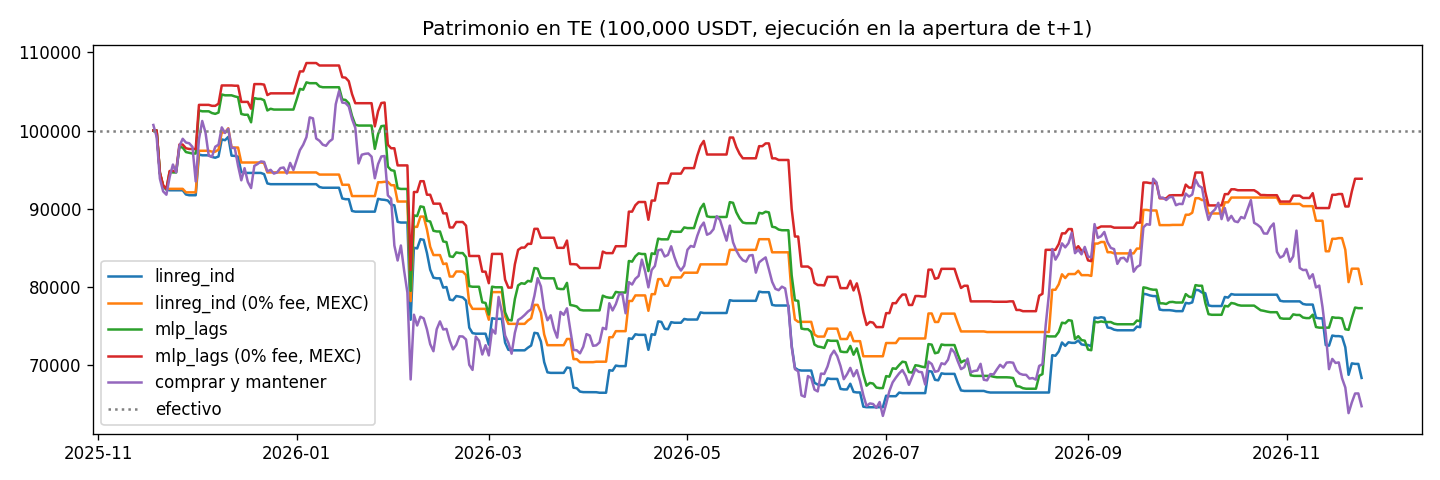 Patrimonio en TE (100,000 USDT, ejecución en la apertura de t+1)
110000
100000
90000
80000
70000
linreg_ind
linreg_ind (0% fee, MEXC)
mlp_lags
mlp_lags (0% fee, MEXC)
comprar y mantener
efectivo
2025-11
2026-01
2026-03
2026-05
2026-07
2026-09
2026-11